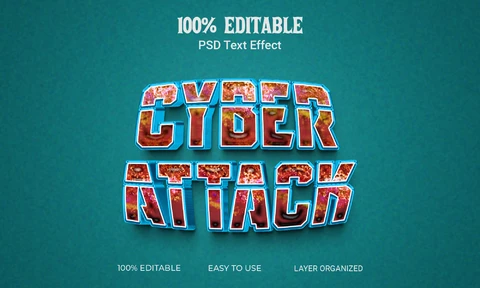 100% EDITABLE
PSD Text Effect
CYBER
ATTACK
100% EDITABLE EASY TO USE LAYER ORGANIZED